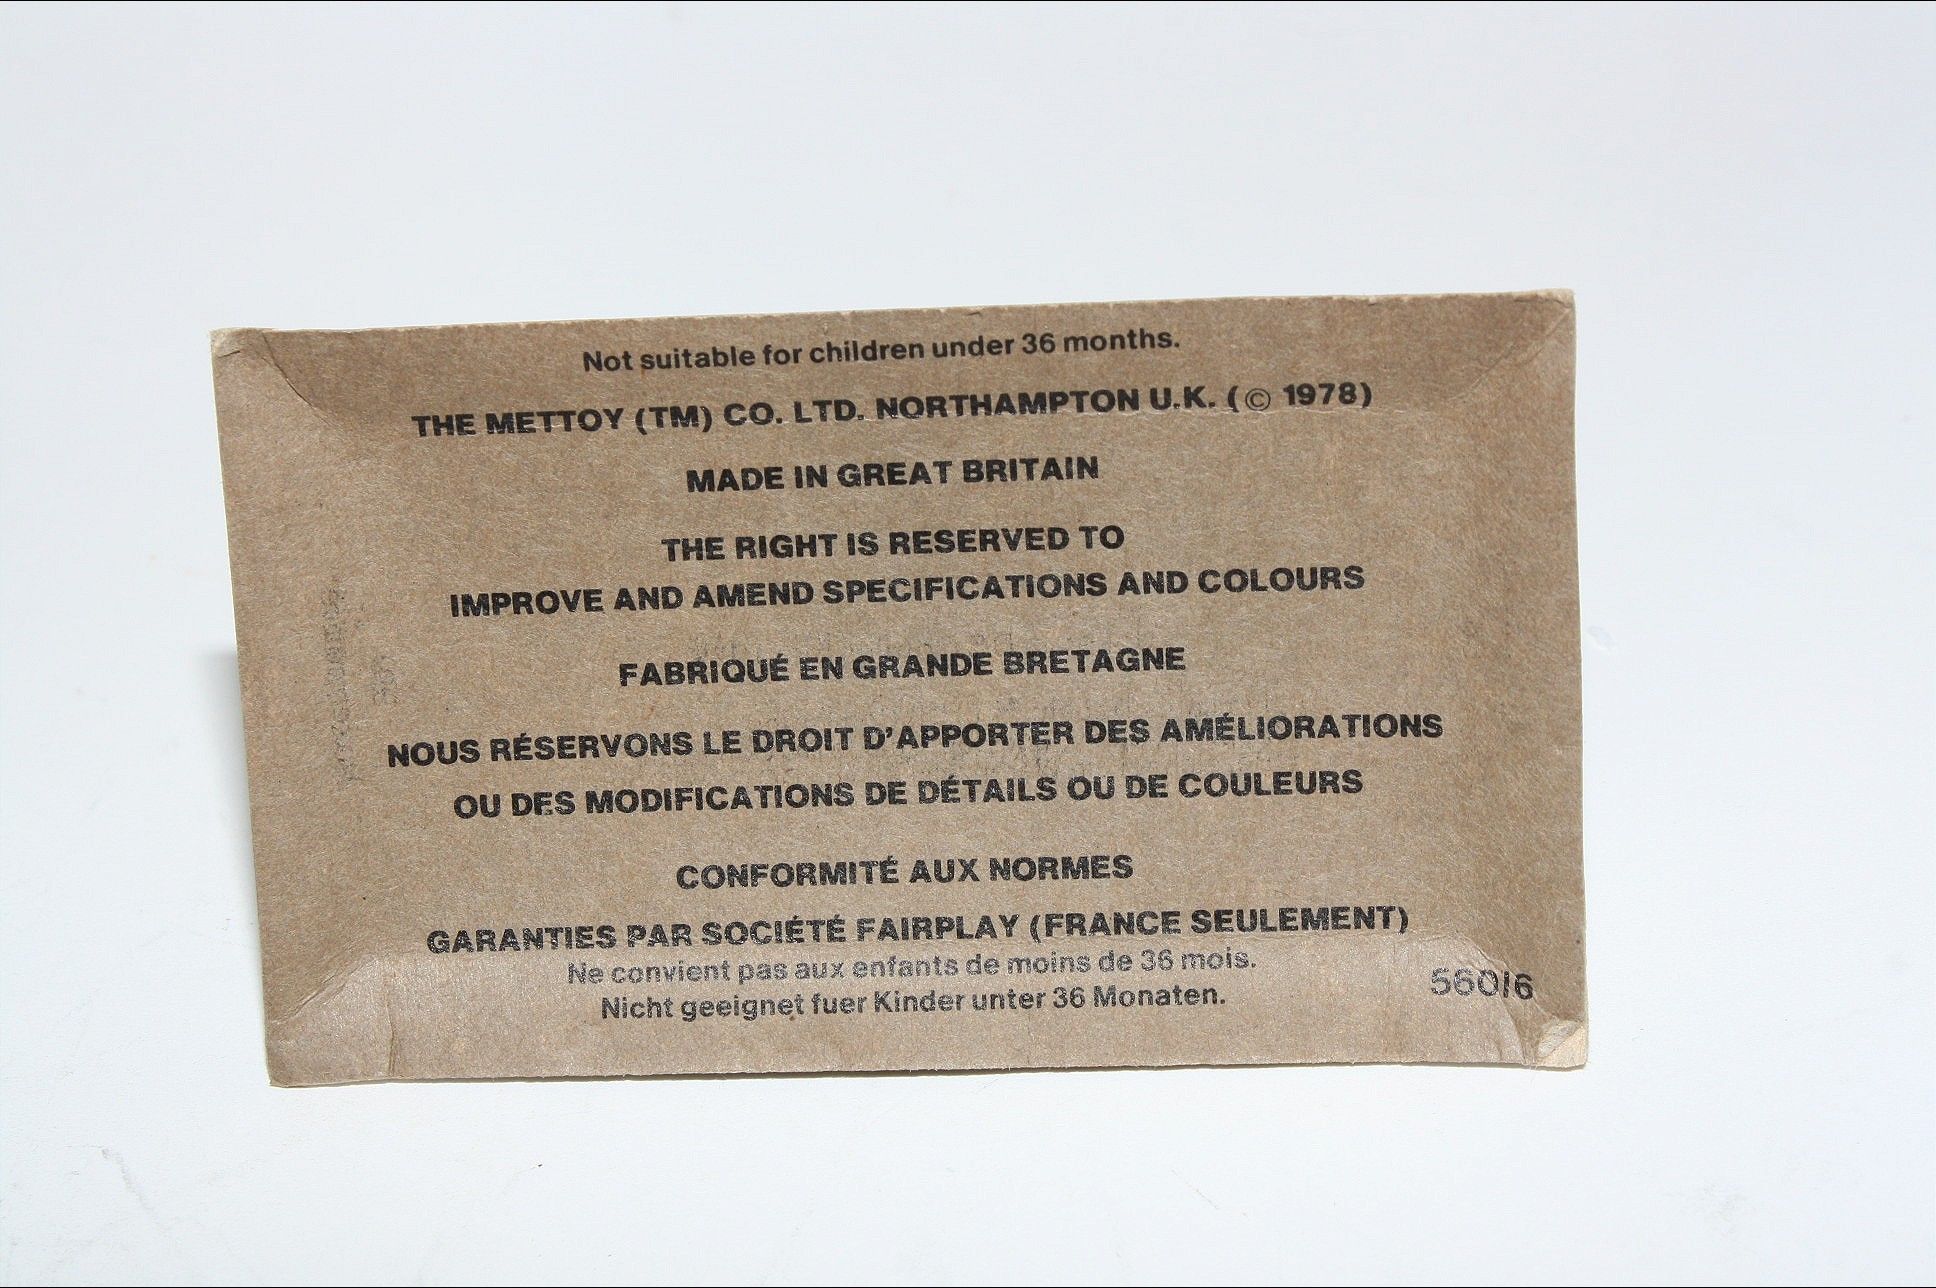 Not suitable for children under 36 months.
THE METTOY (TM) CO. LTD. NORTHAMPTON U.K. (© 1978)
MADE IN GREAT BRITAIN
THE RIGHT IS RESERVED TO
IMPROVE AND AMEND SPECIFICATIONS AND COLOURS
FABRIQUÉ EN GRANDE BRETAGNE
NOUS RÉSERVONS LE DROIT D'APPORTER DES AMÉLIORATIONS
OU DES MODIFICATIONS DE DÉTAILS OU DE COULEURS
CONFORMITÉ AUX NORMES
GARANTIES PAR SOCIÉTÉ FAIRPLAY (FRANCE SEULEMENT)
Ne convient pas aux enfants de moins de 36 mois.
Nicht geeignet fuer Kinder unter 36 Monaten.
560/6